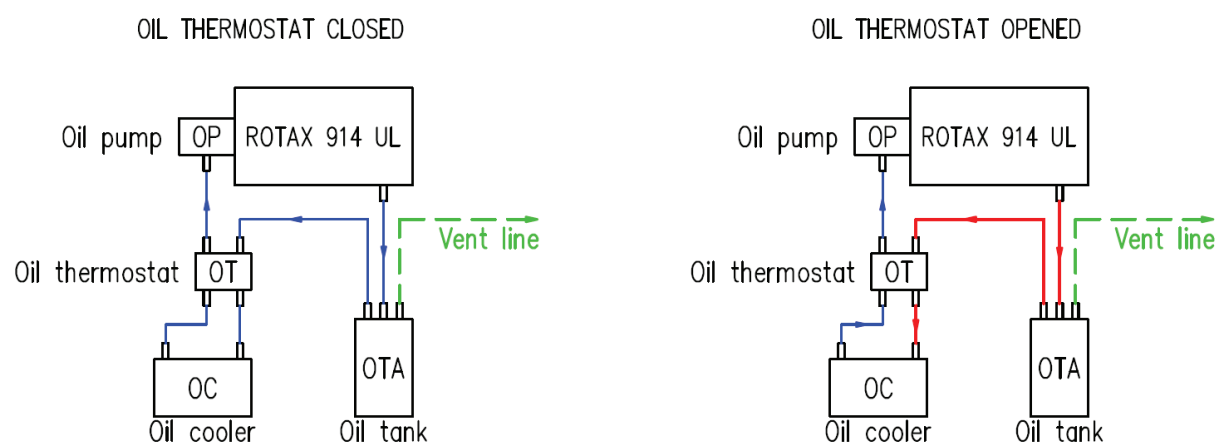 OIL THERMOSTAT CLOSED
Oil pump
OP
ROTAX 914 UL
Vent line
Oil thermostat
OT
OC
Oil cooler
OTA
Oil tank
OIL THERMOSTAT OPENED
Oil pump
OP
ROTAX 914 UL
Vent line
Oil thermostat
OT
OC
Oil cooler
OTA
Oil tank